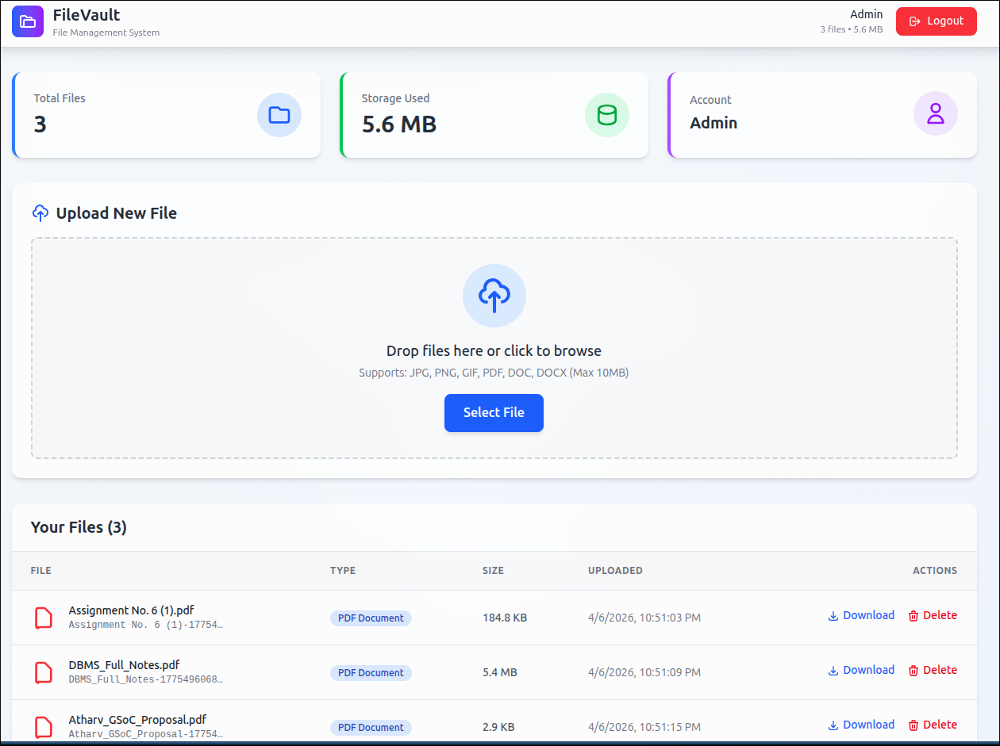 FileVault
File Management System
Admin
3 files • 5.6 MB
Logout
Total Files
3
Storage Used
5.6 MB
Account
Admin
Upload New File
Drop files here or click to browse
Supports: JPG, PNG, GIF, PDF, DOC, DOCX (Max 10MB)
Select File
Your Files (3)
FILE TYPE SIZE UPLOADED ACTIONS
Assignment No. 6 (1).pdf
Assignment No. 6 (1)-17754…
PDF Document 184.8 KB 4/6/2026, 10:51:03 PM Download Delete
DBMS_Full_Notes.pdf
DBMS_Full_Notes-1775496068…
PDF Document 5.4 MB 4/6/2026, 10:51:09 PM Download Delete
Atharv_GSoC_Proposal.pdf
Atharv_GSoC_Proposal-17754…
PDF Document 2.9 KB 4/6/2026, 10:51:15 PM Download Delete